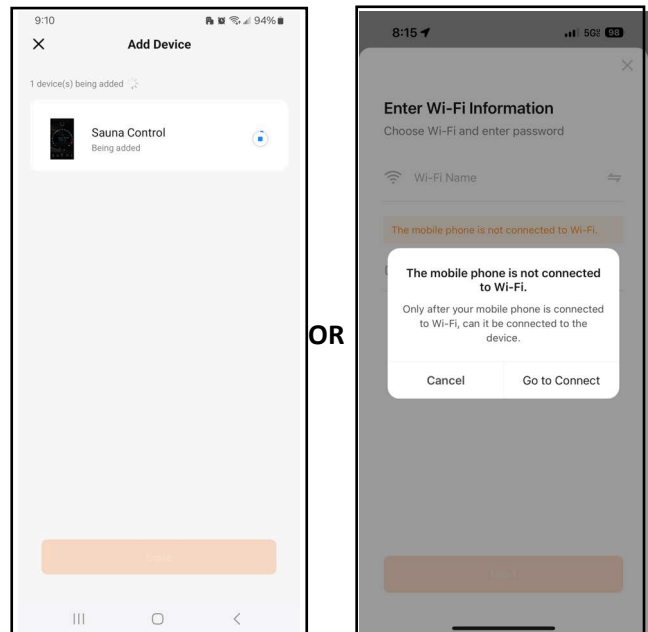 9:10
94%
Add Device
1 device(s) being added
Sauna Control
Being added
OR
8:15
5G
98
Enter Wi-Fi Information
Choose Wi-Fi and enter password
Wi-Fi Name
The mobile phone is not connected to Wi-Fi.
The mobile phone is not connected
to Wi-Fi.
Only after your mobile phone is connected
to Wi-Fi, can it be connected to the
device.
Cancel
Go to Connect